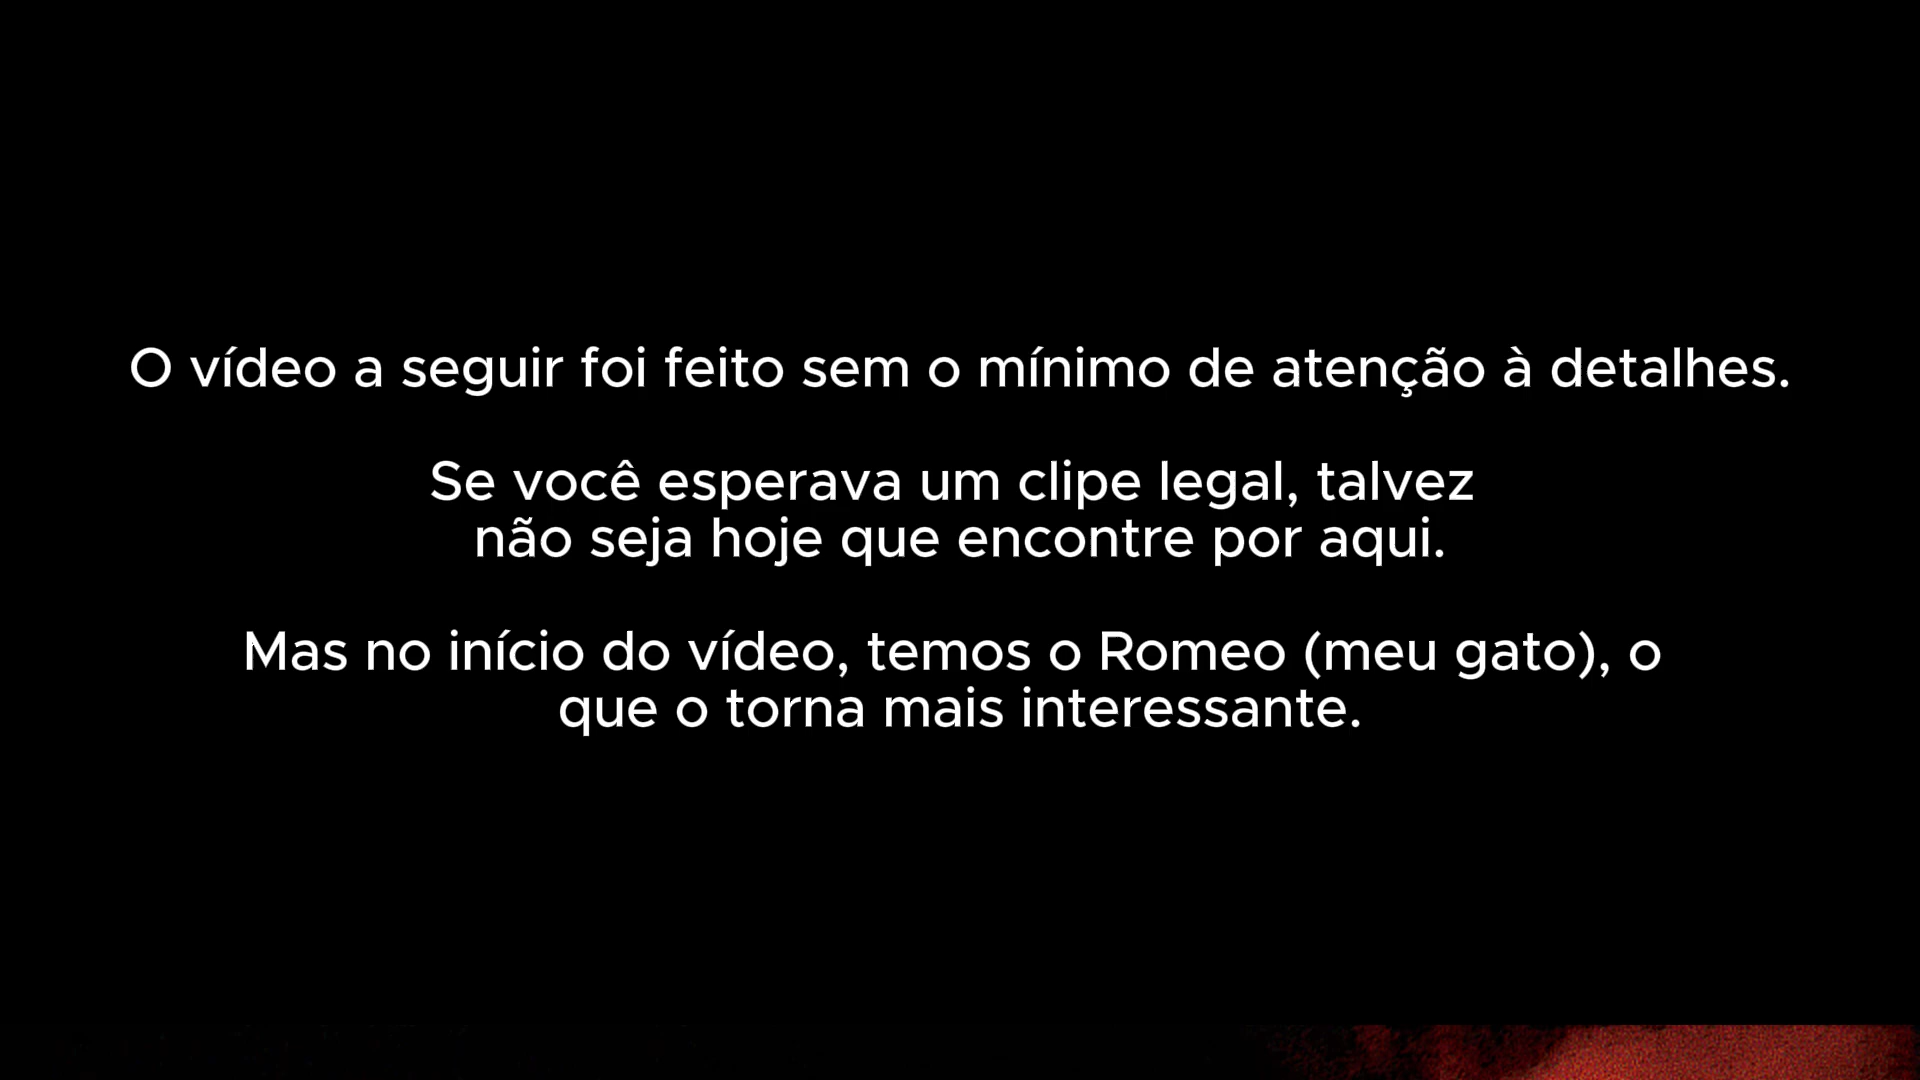 O vídeo a seguir foi feito sem o mínimo de atenção à detalhes.
Se você esperava um clipe legal, talvez
não seja hoje que encontre por aqui.
Mas no início do vídeo, temos o Romeo (meu gato), o
que o torna mais interessante.